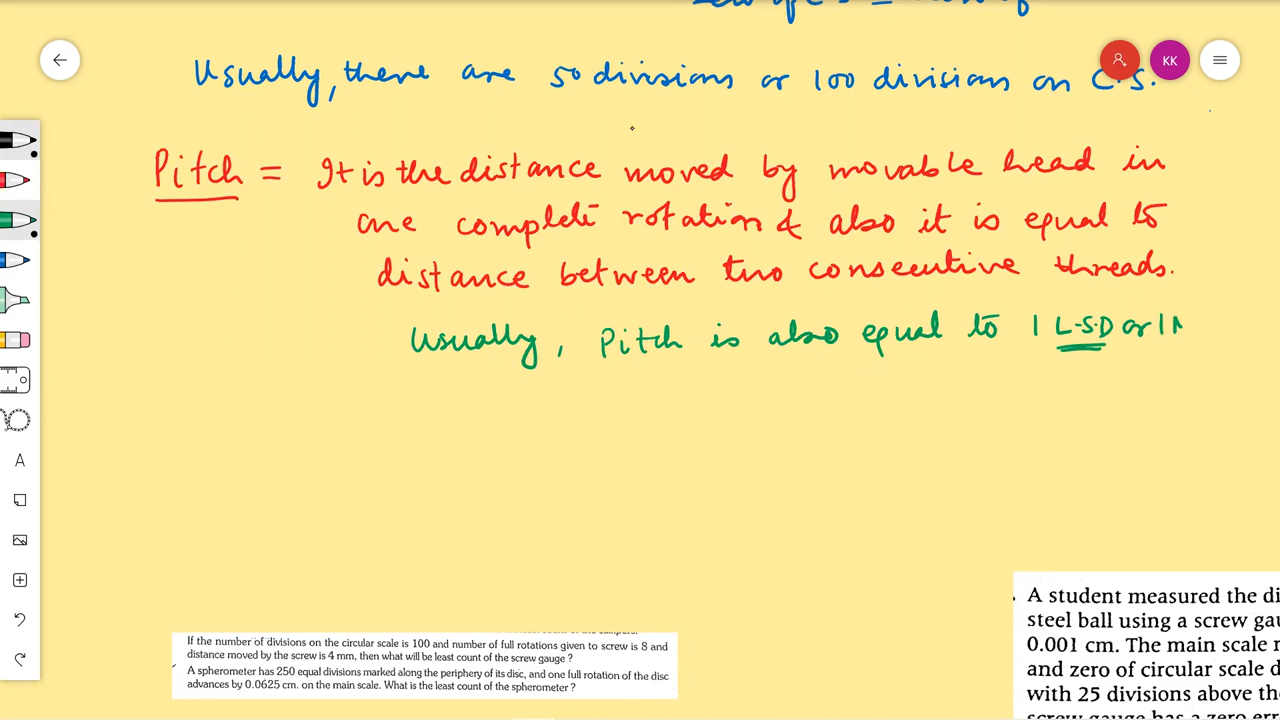 Usually, there are 50 divisions or 100 divisions on C.S.
KK
Pitch = It is the distance moved by movable head in
one complete rotation & also it is equal to
distance between two consecutive threads.
Usually, Pitch is also equal to 1 L.S.D or 1
A
If the number of divisions on the circular scale is 100 and number of full rotations given to screw is 8 and
distance moved by the screw is 4 mm, then what will be least count of the screw gauge ?
A spherometer has 250 equal divisions marked along the periphery of its disc, and one full rotation of the disc
advances by 0.0625 cm. on the main scale. What is the least count of the spherometer ?
A student measured the di
steel ball using a screw gau
0.001 cm. The main scale r
and zero of circular scale d
with 25 divisions above the
screw gauge has a zero erro